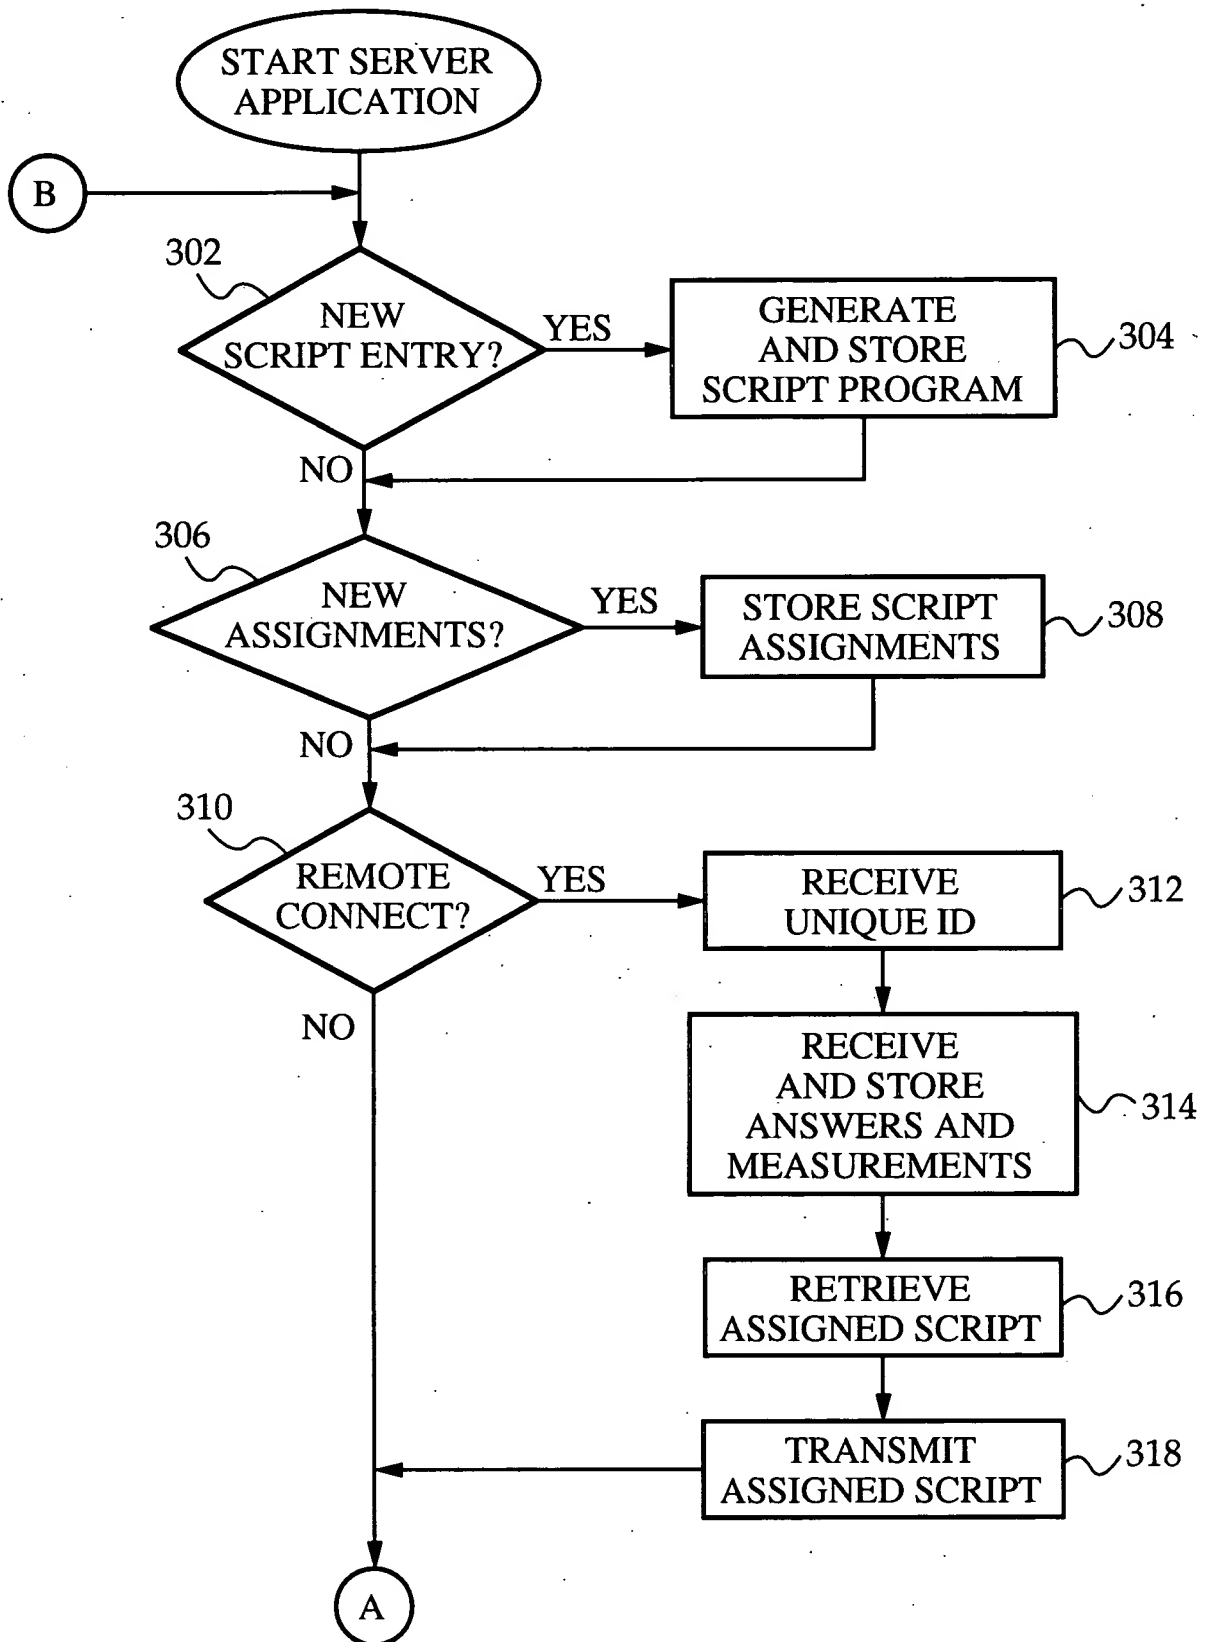 START SERVER
APPLICATION
B
302
NEW
SCRIPT ENTRY?
YES
GENERATE
AND STORE
SCRIPT PROGRAM
304
NO
306
NEW
ASSIGNMENTS?
YES
STORE SCRIPT
ASSIGNMENTS
308
NO
310
REMOTE
CONNECT?
YES
RECEIVE
UNIQUE ID
312
NO
RECEIVE
AND STORE
ANSWERS AND
MEASUREMENTS
314
RETRIEVE
ASSIGNED SCRIPT
316
TRANSMIT
ASSIGNED SCRIPT
318
A